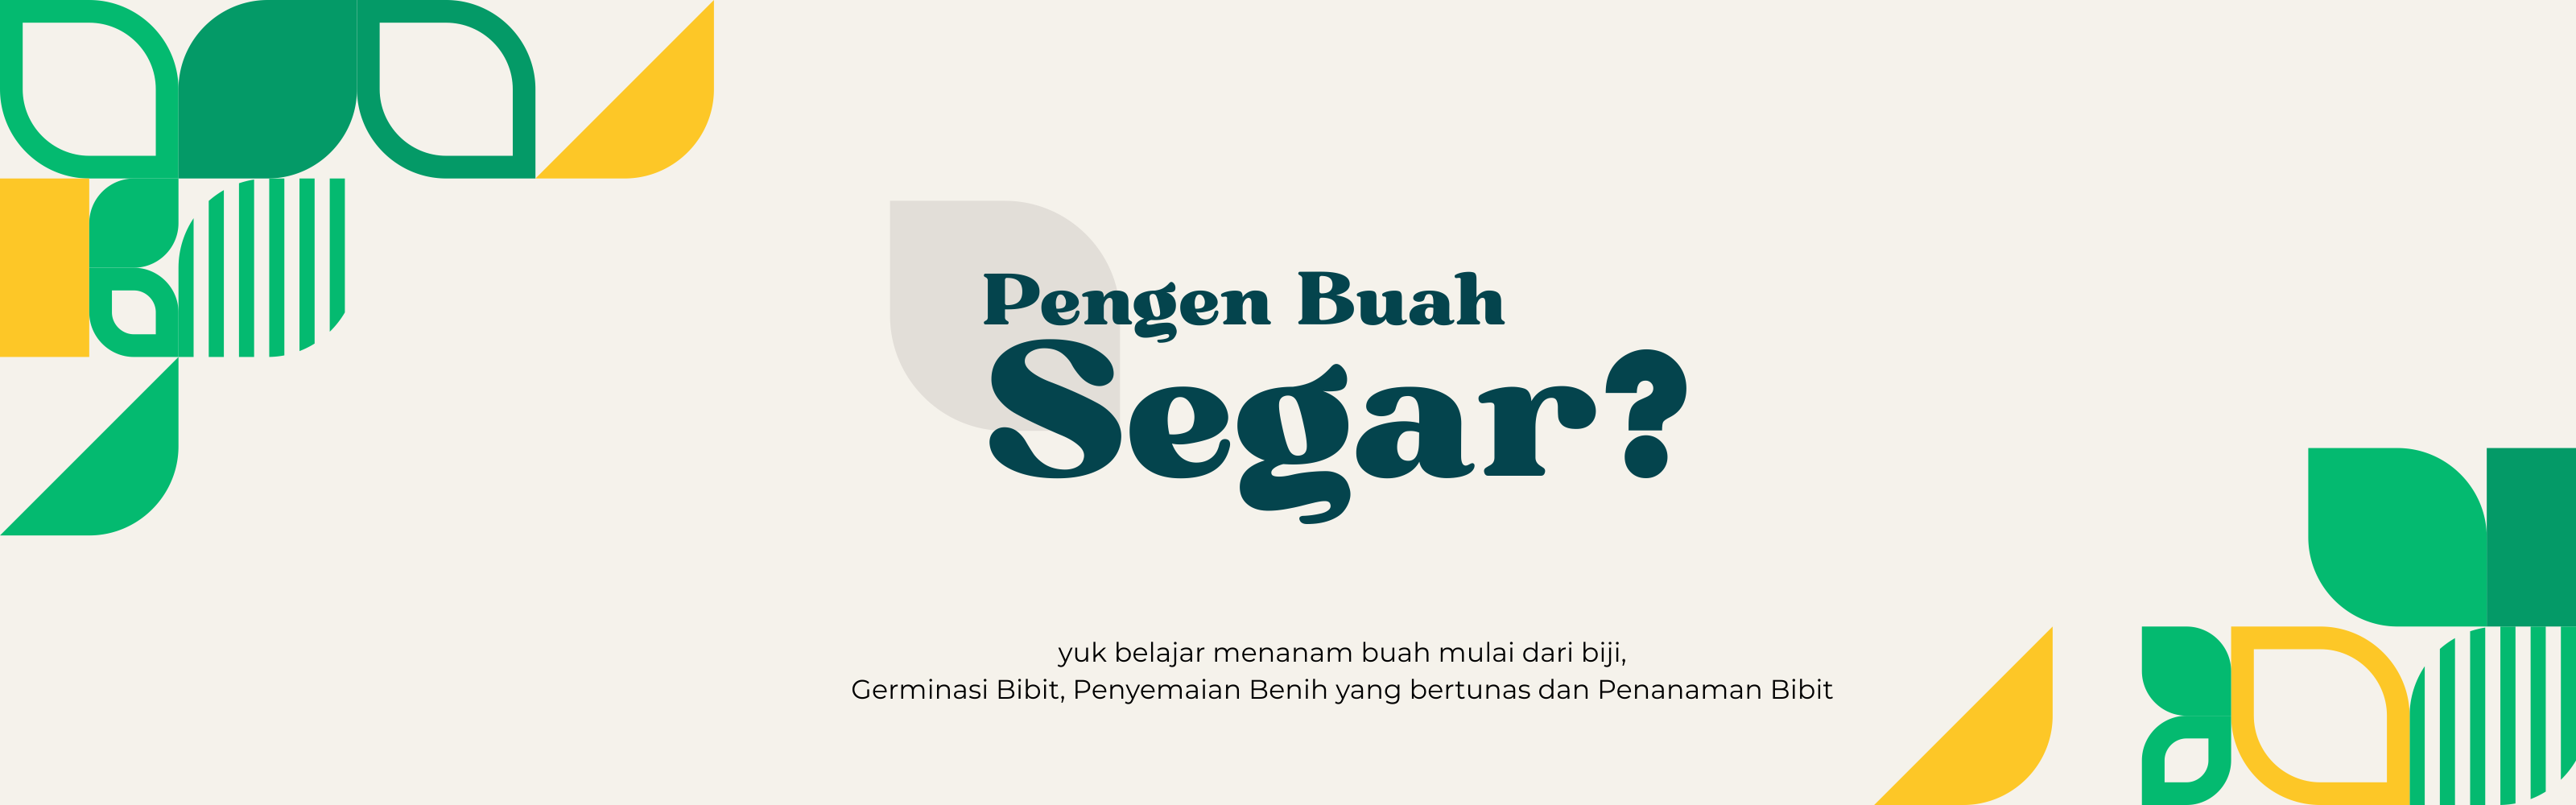 Pengen Buah
Segar?
yuk belajar menanam buah mulai dari biji,
Germinasi Bibit, Penyemaian Benih yang bertunas dan Penanaman Bibit